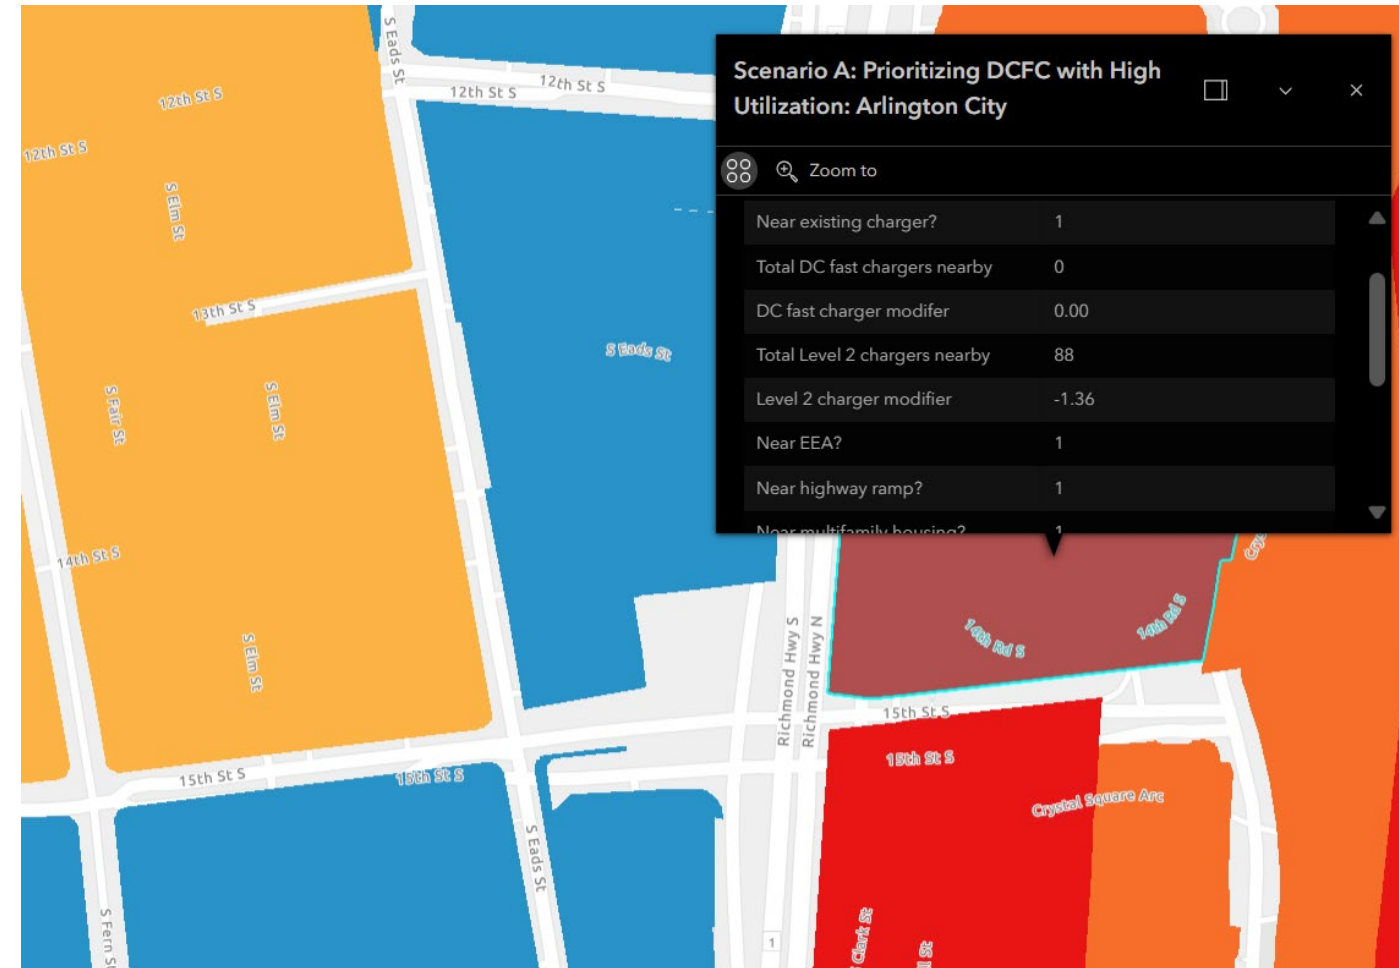 S Eads St
12th St S
12th St S
12th St S
12th St S
S Elm St
13th St S
S Eads St
S Fair St
S Elm St
14th St S
S Elm St
15th St S
15th St S
S Eads St
S Fern St
Scenario A: Prioritizing DCFC with High
Utilization: Arlington City
Zoom to
Near existing charger? 1
Total DC fast chargers nearby 0
DC fast charger modifer 0.00
Total Level 2 chargers nearby 88
Level 2 charger modifier -1.36
Near EEA? 1
Near highway ramp? 1
Near multifamily housing? 1
14th Rd S
14th Rd S
Richmond Hwy S
Richmond Hwy N
15th St S
15th St S
Crystal Square Arc
S Clark St
1